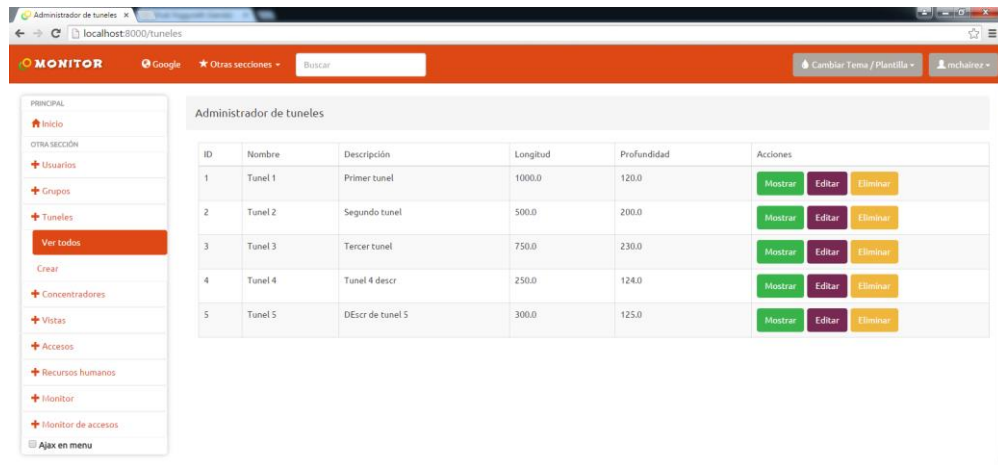 Administrador de tuneles
localhost:8000/tuneles
MONITOR Google Otras secciones Buscar Cambiar Tema / Plantilla mchairez
PRINCIPAL
Inicio
OTRA SECCIÓN
Usuarios
Grupos
Tuneles
Ver todos
Crear
Concentradores
Vistas
Accesos
Recursos humanos
Monitor
Monitor de accesos
Ajax en menu
Administrador de tuneles
ID Nombre Descripción Longitud Profundidad Acciones
1 Tunel 1 Primer tunel 1000.0 120.0 Mostrar Editar Eliminar
2 Tunel 2 Segundo tunel 500.0 200.0 Mostrar Editar Eliminar
3 Tunel 3 Tercer tunel 750.0 230.0 Mostrar Editar Eliminar
4 Tunel 4 Tunel 4 descr 250.0 124.0 Mostrar Editar Eliminar
5 Tunel 5 DEscr de tunel 5 300.0 125.0 Mostrar Editar Eliminar